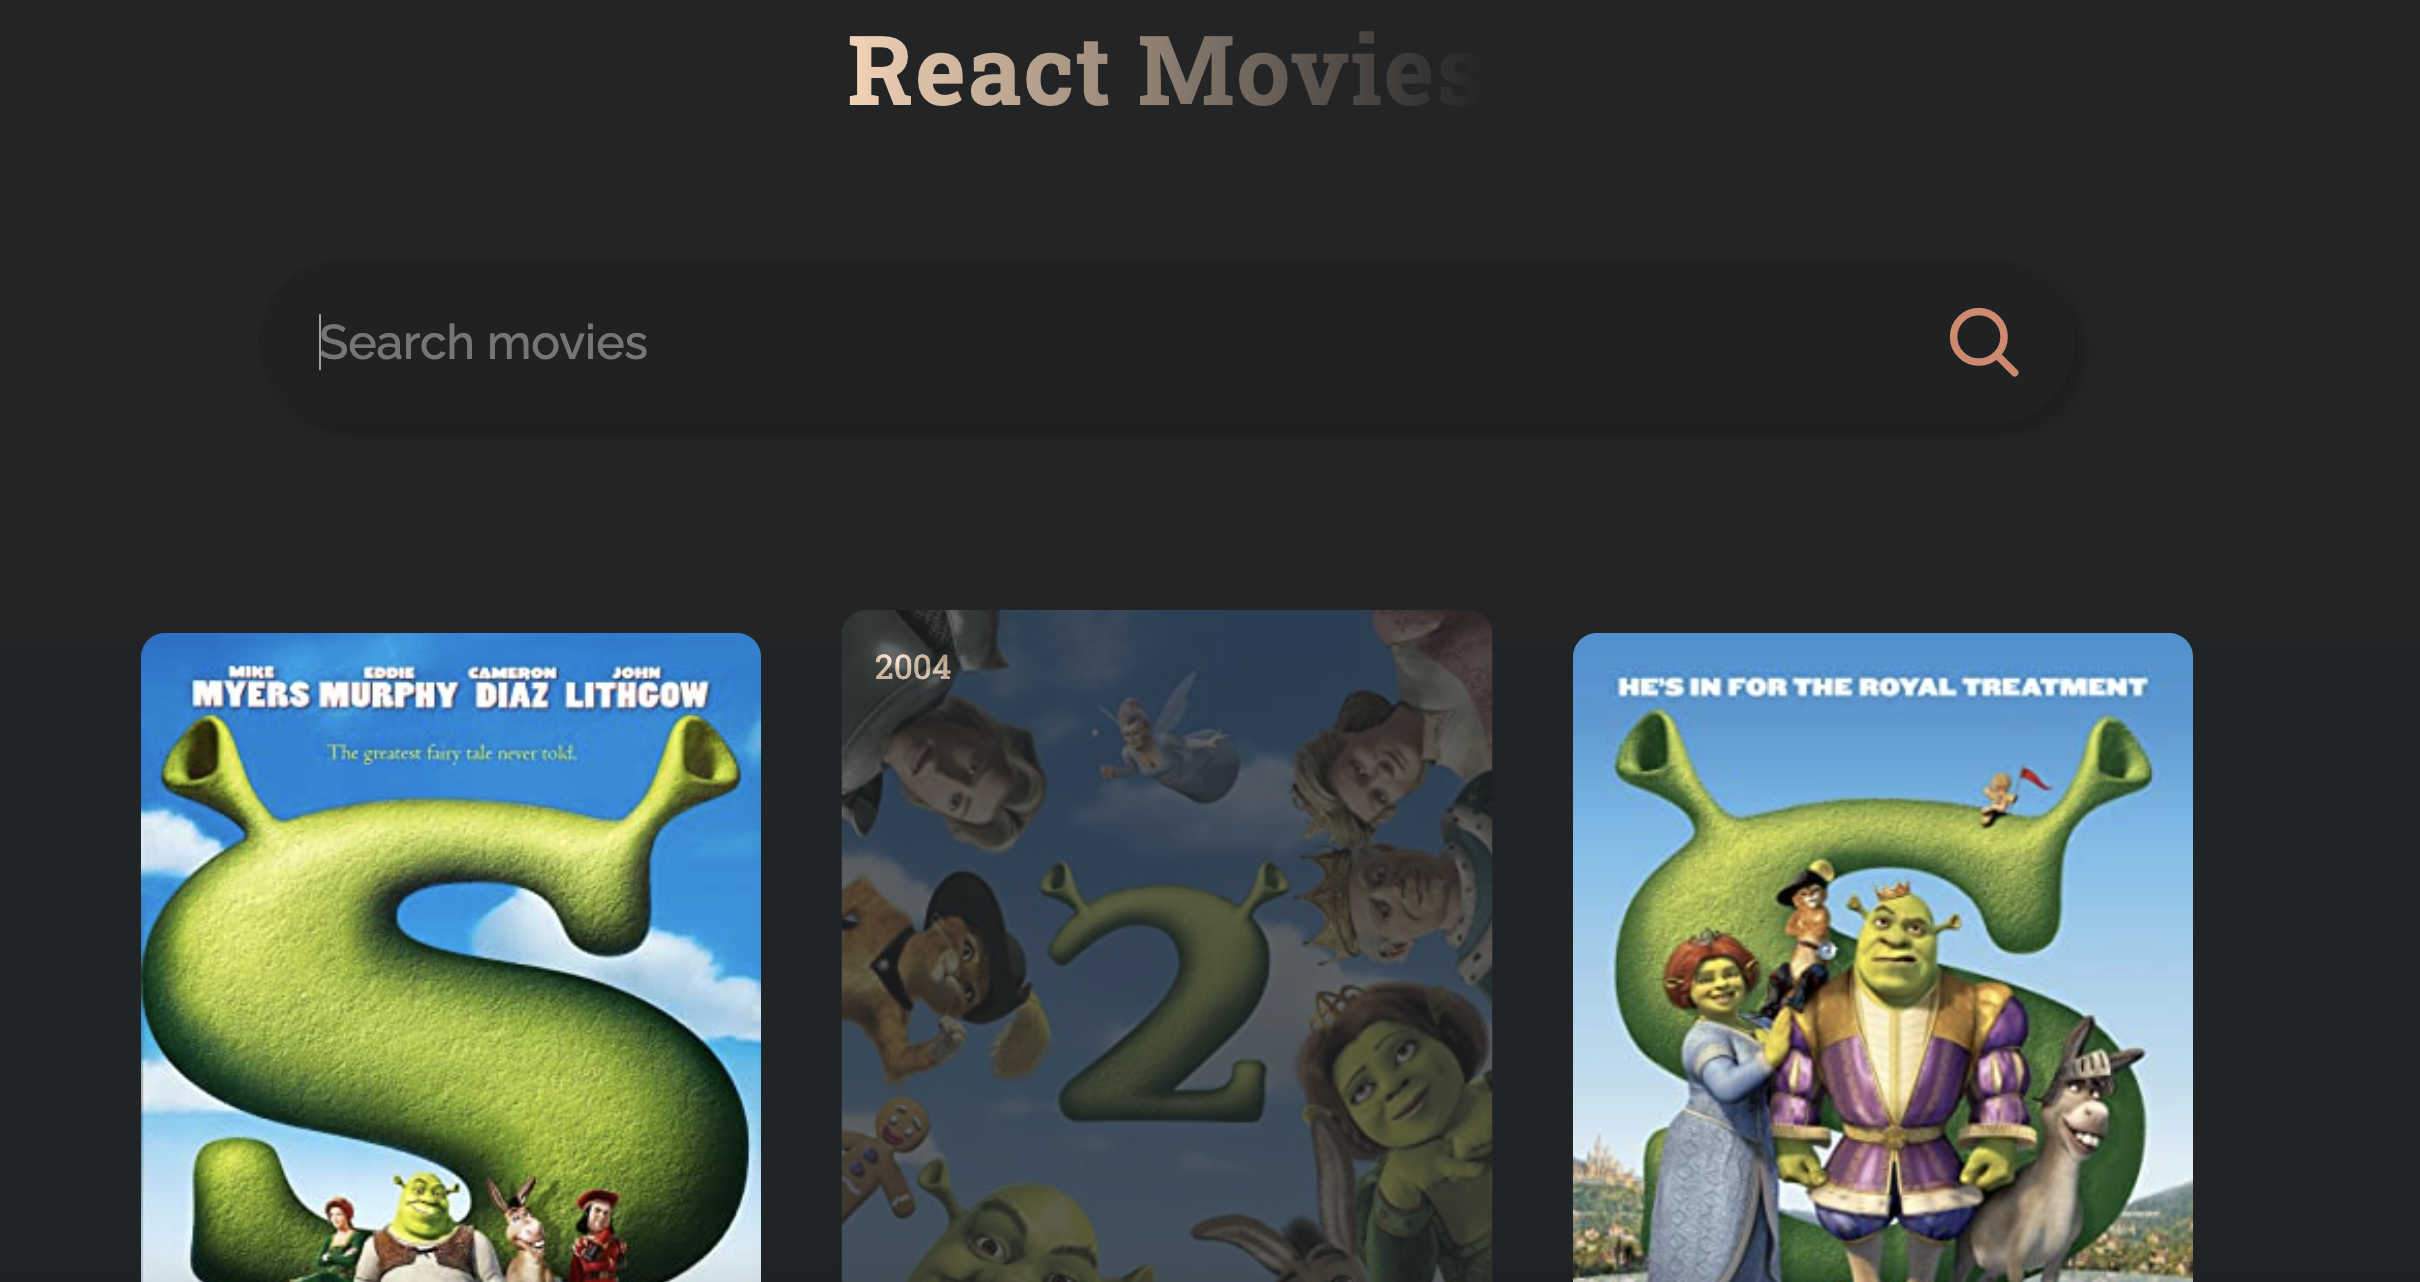 React Movies
Search movies
MIKE EDDIE CAMERON JOHN
MYERS MURPHY DIAZ LITHGOW
The greatest fairy tale never told.
2004
2
HE'S IN FOR THE ROYAL TREATMENT